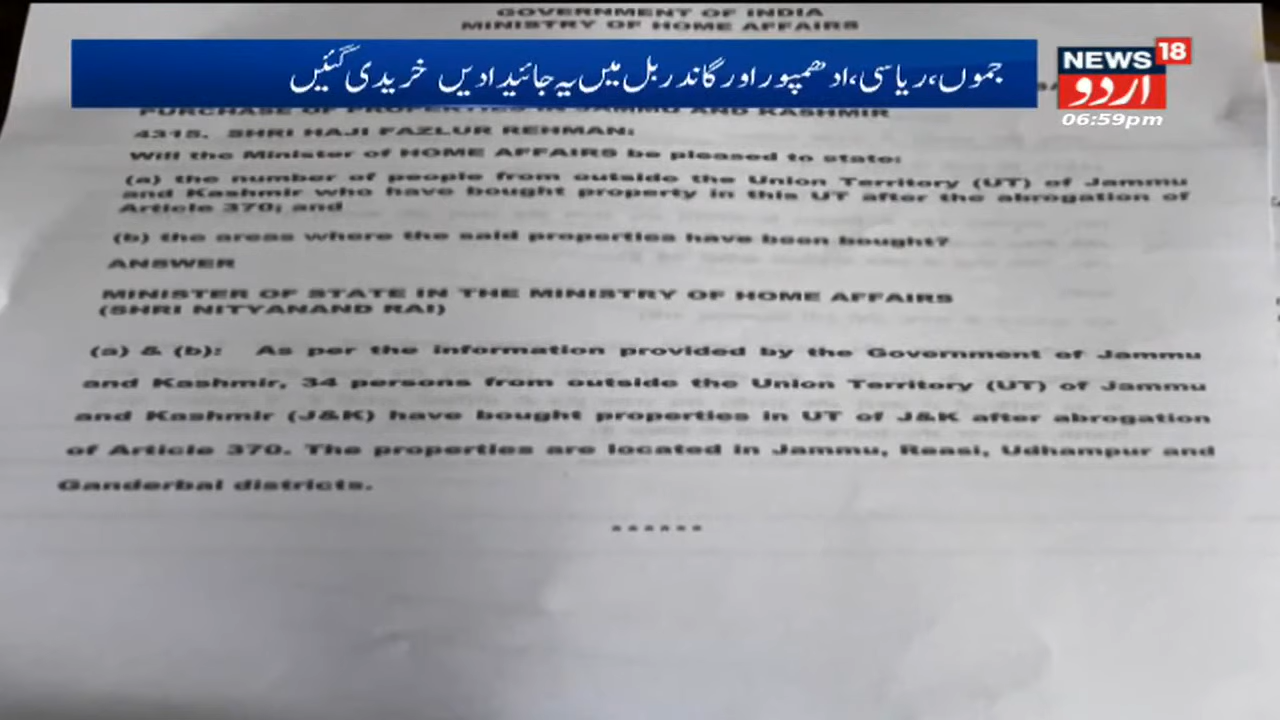 GOVERNMENT OF INDIA
MINISTRY OF HOME AFFAIRS
جموں، ریاسی، ادھمپور اور گاندربل میں یہ جائیدادیں خریدی گئیں
NEWS 18
اردو
06:59pm
PURCHASE OF PROPERTIES IN JAMMU AND KASHMIR
4315. SHRI HAJI FAZLUR REHMAN:
Will the Minister of HOME AFFAIRS be pleased to state:
(a) the number of people from outside the Union Territory (UT) of Jammu
and Kashmir who have bought property in this UT after the abrogation of
Article 370; and
(b) the areas where the said properties have been bought?
ANSWER
MINISTER OF STATE IN THE MINISTRY OF HOME AFFAIRS
(SHRI NITYANAND RAI)
(a) & (b): As per the information provided by the Government of Jammu
and Kashmir, 34 persons from outside the Union Territory (UT) of Jammu
and Kashmir (J&K) have bought properties in UT of J&K after abrogation
of Article 370. The properties are located in Jammu, Reasi, Udhampur and
Ganderbal districts.
******